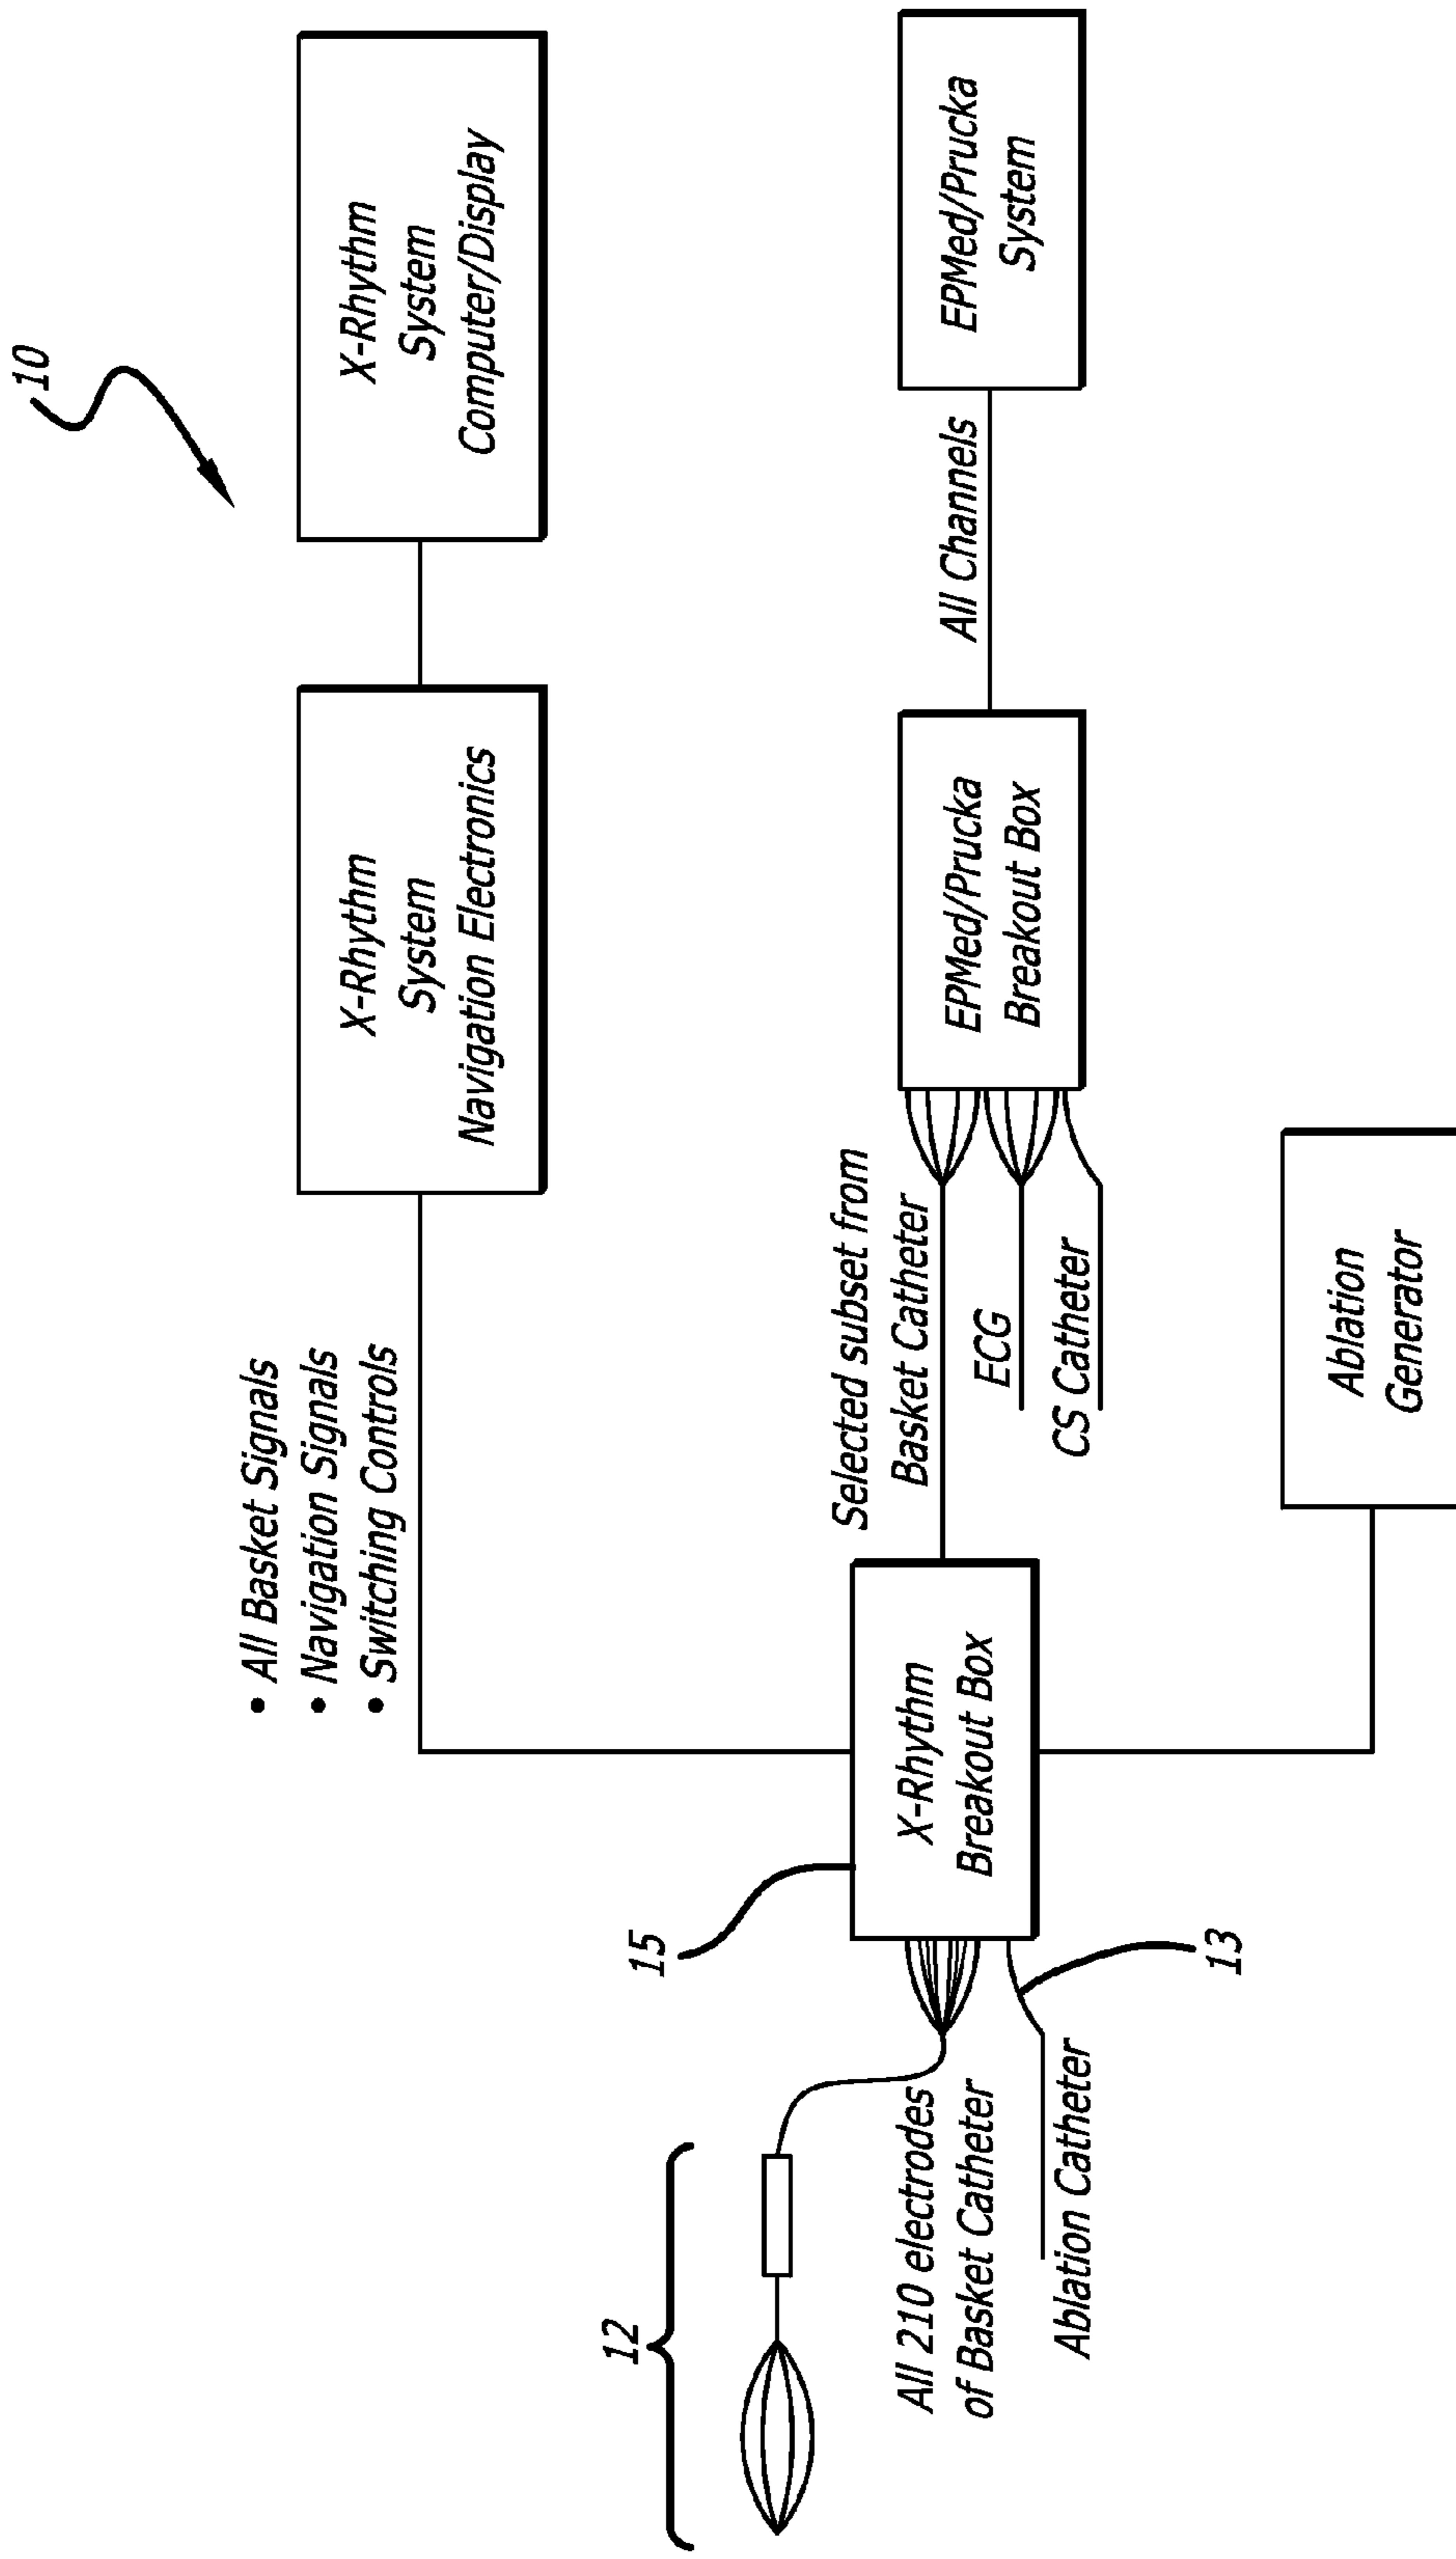 10
• All Basket Signals
• Navigation Signals
• Switching Controls
X-Rhythm
System
Navigation Electronics
X-Rhythm
System
Computer/Display
12
15
All 210 electrodes
of Basket Catheter
Ablation Catheter
13
X-Rhythm
Breakout Box
Selected subset from
Basket Catheter
ECG
CS Catheter
EPMed/Prucka
Breakout Box
All Channels
EPMed/Prucka
System
Ablation
Generator